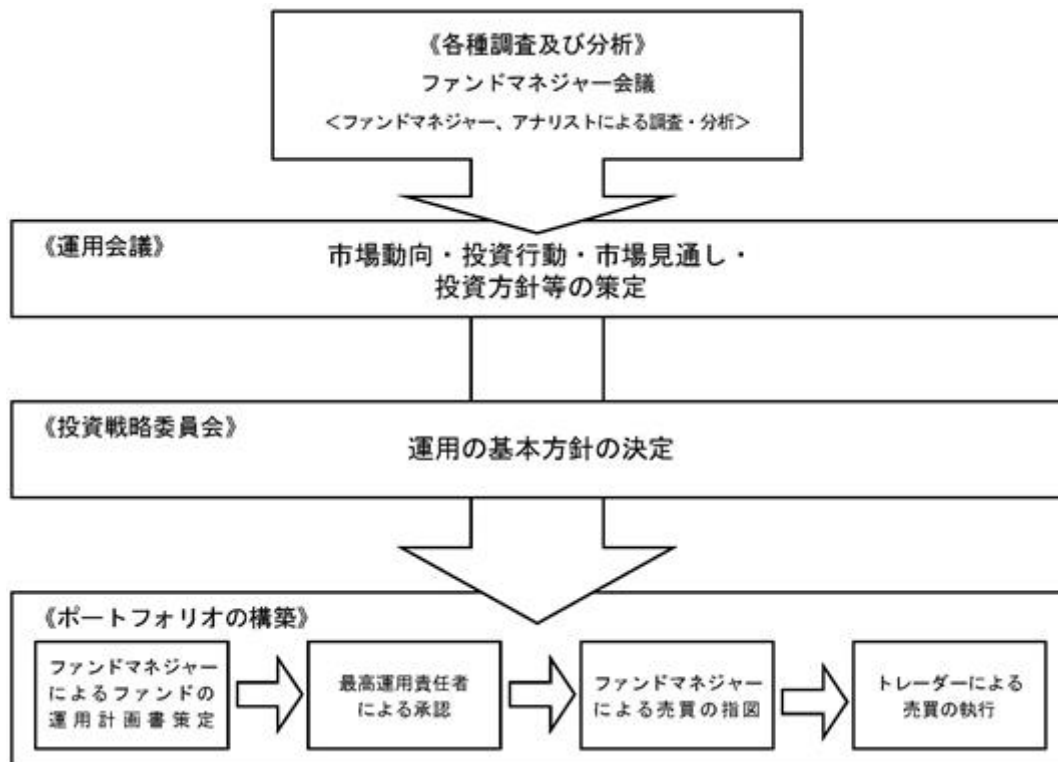 《各種調査及び分析》
ファンドマネジャー会議
＜ファンドマネジャー、アナリストによる調査・分析＞
《運用会議》
市場動向・投資行動・市場見通し・
投資方針等の策定
《投資戦略委員会》
運用の基本方針の決定
《ポートフォリオの構築》
ファンドマネジャー
によるファンドの
運用計画書策定
最高運用責任者
による承認
ファンドマネジャー
による売買の指図
トレーダーによる
売買の執行